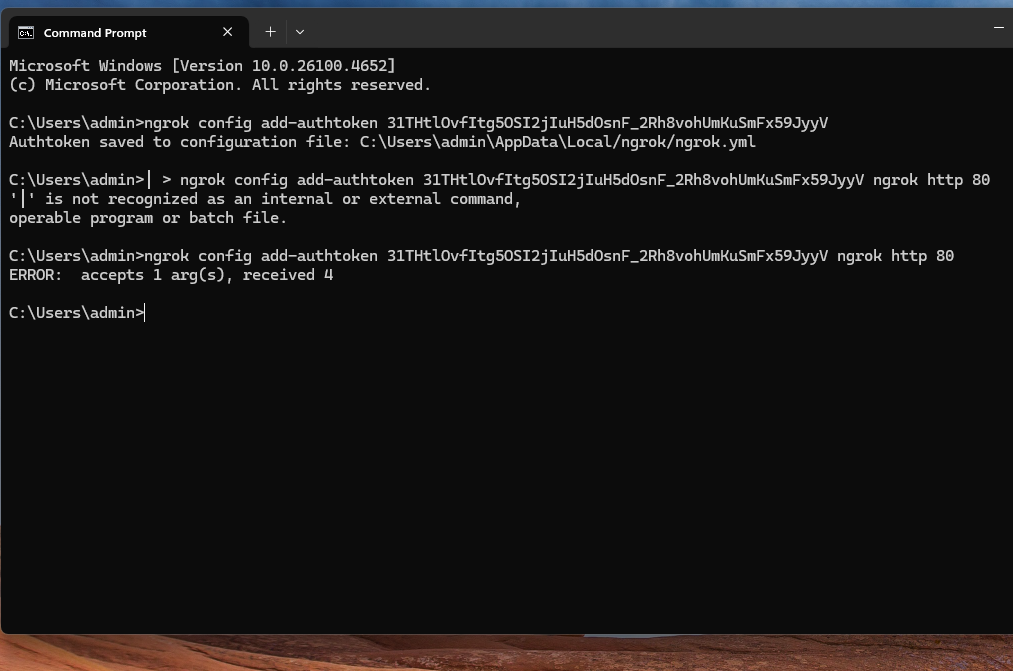 Command Prompt
Microsoft Windows [Version 10.0.26100.4652]
(c) Microsoft Corporation. All rights reserved.
C:\Users\admin>ngrok config add-authtoken 31THtlOvfItg5OSI2jIuH5dOsnF_2Rh8vohUmKuSmFx59JyyV
Authtoken saved to configuration file: C:\Users\admin\AppData\Local/ngrok/ngrok.yml
C:\Users\admin>│ > ngrok config add-authtoken 31THtlOvfItg5OSI2jIuH5dOsnF_2Rh8vohUmKuSmFx59JyyV ngrok http 80
'│' is not recognized as an internal or external command,
operable program or batch file.
C:\Users\admin>ngrok config add-authtoken 31THtlOvfItg5OSI2jIuH5dOsnF_2Rh8vohUmKuSmFx59JyyV ngrok http 80
ERROR:  accepts 1 arg(s), received 4
C:\Users\admin>